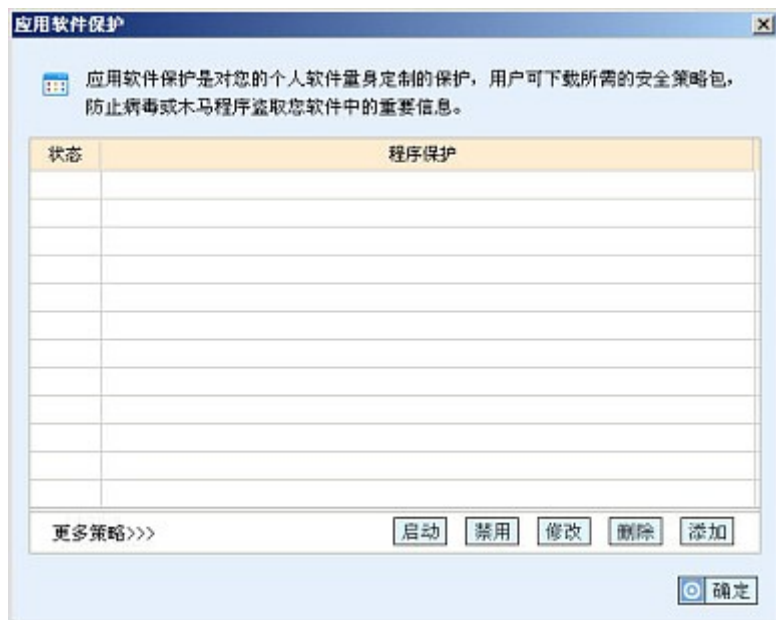 应用软件保护
应用软件保护是对您的个人软件量身定制的保护，用户可下载所需的安全策略包，
防止病毒或木马程序盗取您软件中的重要信息。
状态 程序保护
更多策略>>> 启动 禁用 修改 删除 添加
确定